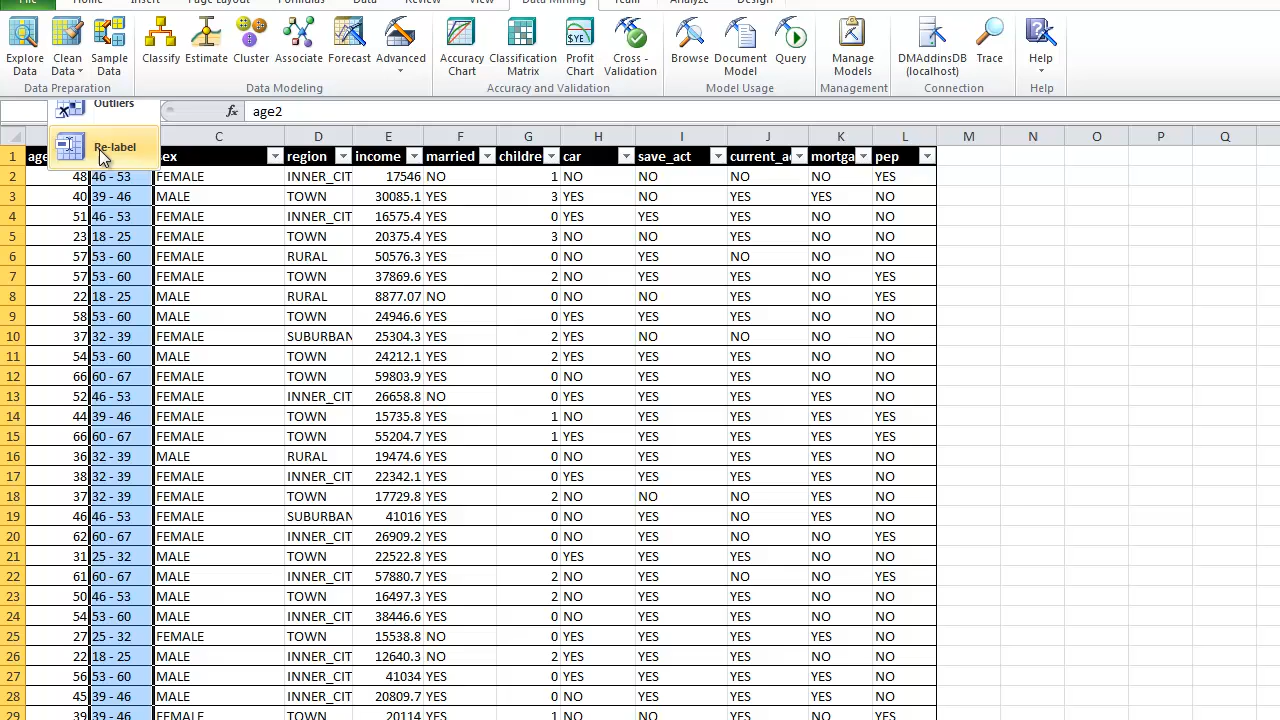 File Home Insert Page Layout Formulas Data Review View Data Mining Team Analyze Design
Explore Data Clean Data Sample Data Classify Estimate Cluster Associate Forecast Advanced Accuracy Chart Classification Matrix Profit Chart Cross - Validation Browse Document Model Query Manage Models DMAddinsDB (localhost) Trace Help
Data Preparation Data Modeling Accuracy and Validation Model Usage Management Connection Help
Outliers
fx age2
Re-label
C D E F G H I J K L M N O P Q
1 age sex region income married childre car save_act current_a mortga pep
2 48 46 - 53 FEMALE INNER_CIT 17546 NO 1 NO NO NO NO YES
3 40 39 - 46 MALE TOWN 30085.1 YES 3 YES NO YES YES NO
4 51 46 - 53 FEMALE INNER_CIT 16575.4 YES 0 YES YES YES NO NO
5 23 18 - 25 FEMALE TOWN 20375.4 YES 3 NO NO YES NO NO
6 57 53 - 60 FEMALE RURAL 50576.3 YES 0 NO YES NO NO NO
7 57 53 - 60 FEMALE TOWN 37869.6 YES 2 NO YES YES NO YES
8 22 18 - 25 MALE RURAL 8877.07 NO 0 NO NO YES NO YES
9 58 53 - 60 MALE TOWN 24946.6 YES 0 YES YES YES NO NO
10 37 32 - 39 FEMALE SUBURBAN 25304.3 YES 2 YES NO NO NO NO
11 54 53 - 60 MALE TOWN 24212.1 YES 2 YES YES YES NO NO
12 66 60 - 67 FEMALE TOWN 59803.9 YES 0 NO YES YES NO NO
13 52 46 - 53 FEMALE INNER_CIT 26658.8 NO 0 YES YES YES YES NO
14 44 39 - 46 FEMALE TOWN 15735.8 YES 1 NO YES YES YES YES
15 66 60 - 67 FEMALE TOWN 55204.7 YES 1 YES YES YES YES YES
16 36 32 - 39 MALE RURAL 19474.6 YES 0 NO YES YES YES NO
17 38 32 - 39 FEMALE INNER_CIT 22342.1 YES 0 YES YES YES YES NO
18 37 32 - 39 FEMALE TOWN 17729.8 YES 2 NO NO NO YES NO
19 46 46 - 53 FEMALE SUBURBAN 41016 YES 0 NO YES NO YES NO
20 62 60 - 67 FEMALE INNER_CIT 26909.2 YES 0 NO YES NO NO YES
21 31 25 - 32 MALE TOWN 22522.8 YES 0 YES YES YES NO NO
22 61 60 - 67 MALE INNER_CIT 57880.7 YES 2 NO YES NO NO YES
23 50 46 - 53 MALE TOWN 16497.3 YES 2 NO YES YES NO NO
24 54 53 - 60 MALE INNER_CIT 38446.6 YES 0 NO YES YES NO NO
25 27 25 - 32 FEMALE TOWN 15538.8 NO 0 YES YES YES YES NO
26 22 18 - 25 MALE INNER_CIT 12640.3 NO 2 YES YES YES NO NO
27 56 53 - 60 MALE INNER_CIT 41034 YES 0 YES YES YES YES NO
28 45 39 - 46 MALE INNER_CIT 20809.7 YES 0 NO YES YES YES NO
29 39 39 - 46 FEMALE TOWN 20114 YES 1 NO YES NO NO YES